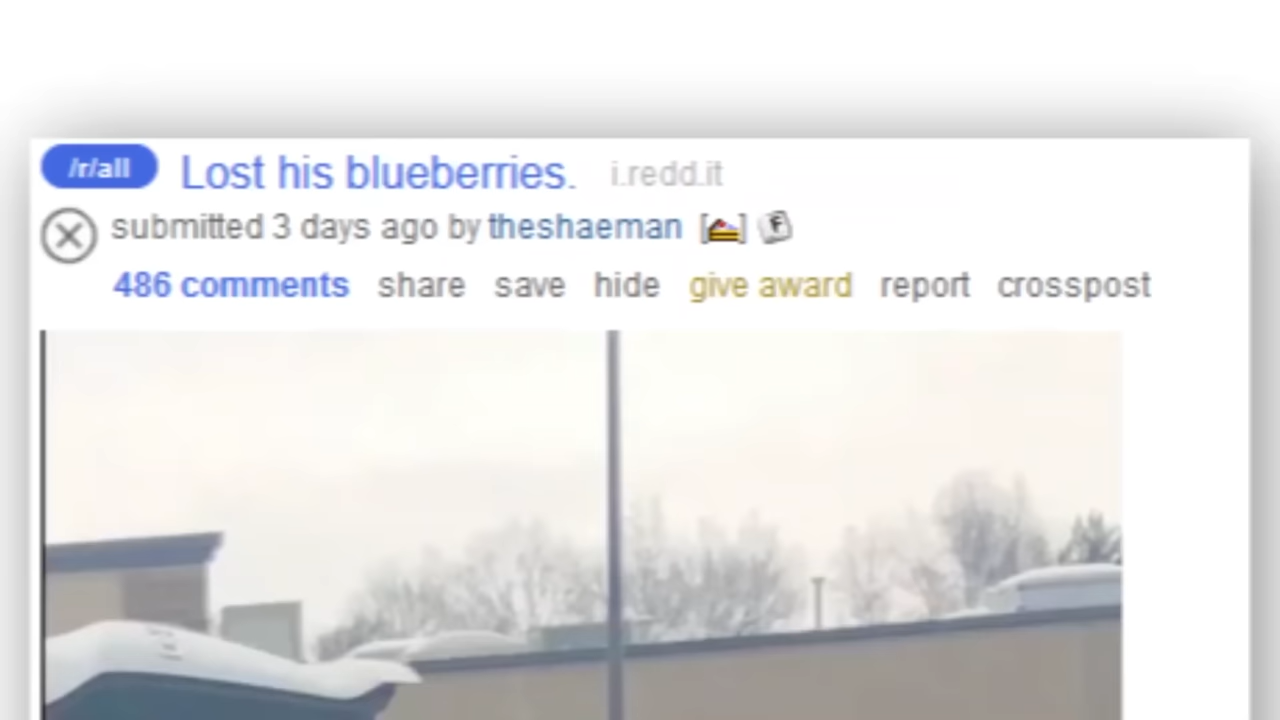 /r/all Lost his blueberries. i.redd.it
submitted 3 days ago by theshaeman [🍰] F
486 comments share save hide give award report crosspost